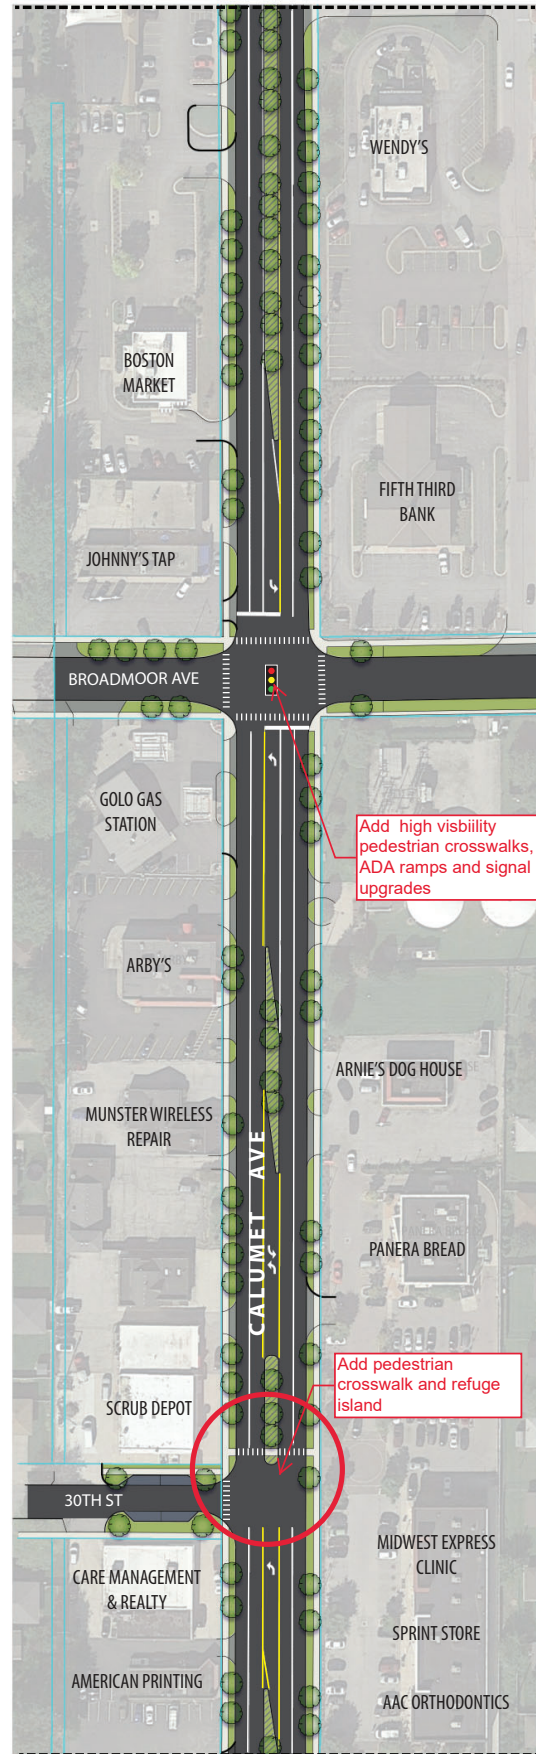 WENDY'S
BOSTON
MARKET
FIFTH THIRD
BANK
JOHNNY'S TAP
BROADMOOR AVE
GOLO GAS
STATION
Add  high visbiility
pedestrian crosswalks,
ADA ramps and signal
upgrades
ARBY'S
ARNIE'S DOG HOUSE
MUNSTER WIRELESS
REPAIR
CALUMET AVE
PANERA BREAD
Add pedestrian
crosswalk and refuge
island
SCRUB DEPOT
30TH ST
MIDWEST EXPRESS
CLINIC
CARE MANAGEMENT
& REALTY
SPRINT STORE
AMERICAN PRINTING
AAC ORTHODONTICS